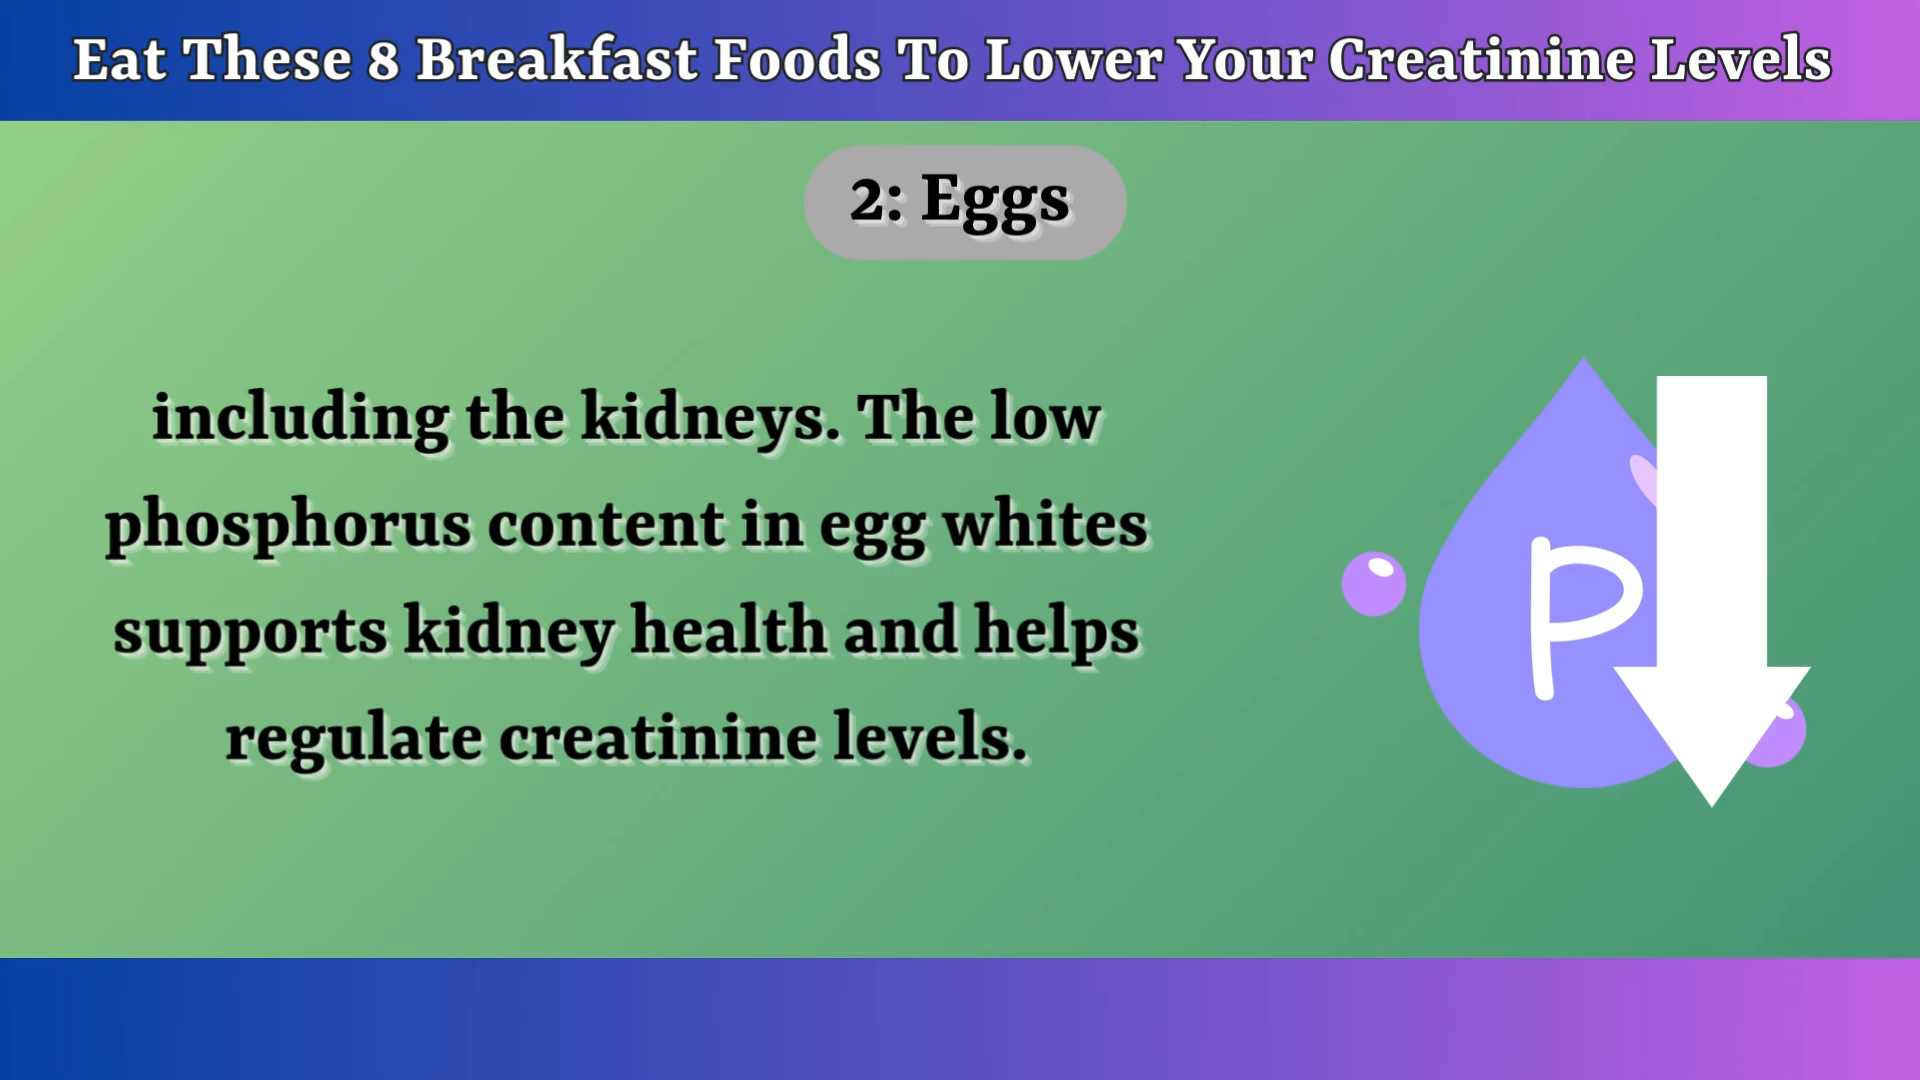 Eat These 8 Breakfast Foods To Lower Your Creatinine Levels
2: Eggs
including the kidneys. The low
phosphorus content in egg whites
supports kidney health and helps
regulate creatinine levels.
P